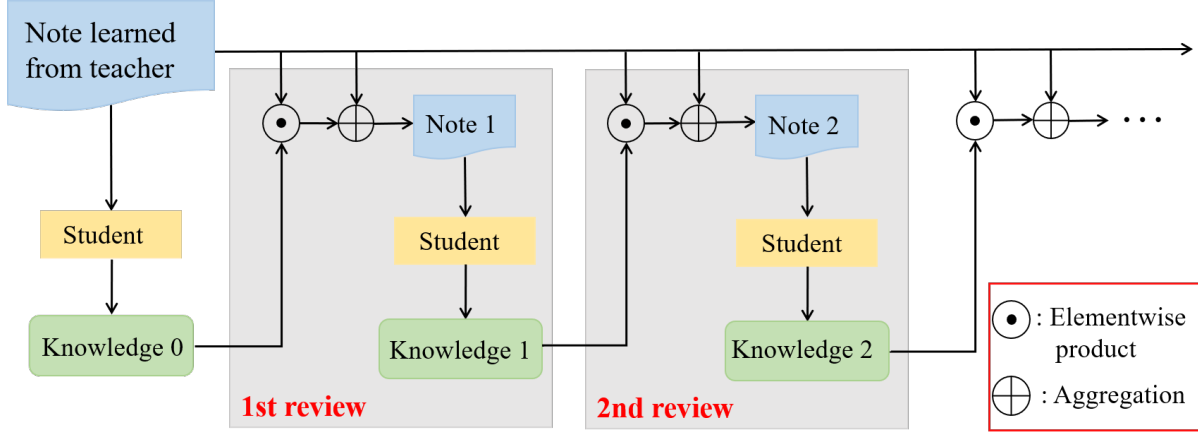 Note learned
from teacher
Student
Knowledge 0
Note 1
Student
Knowledge 1
1st review
Note 2
Student
Knowledge 2
2nd review
...
: Elementwise
product
: Aggregation